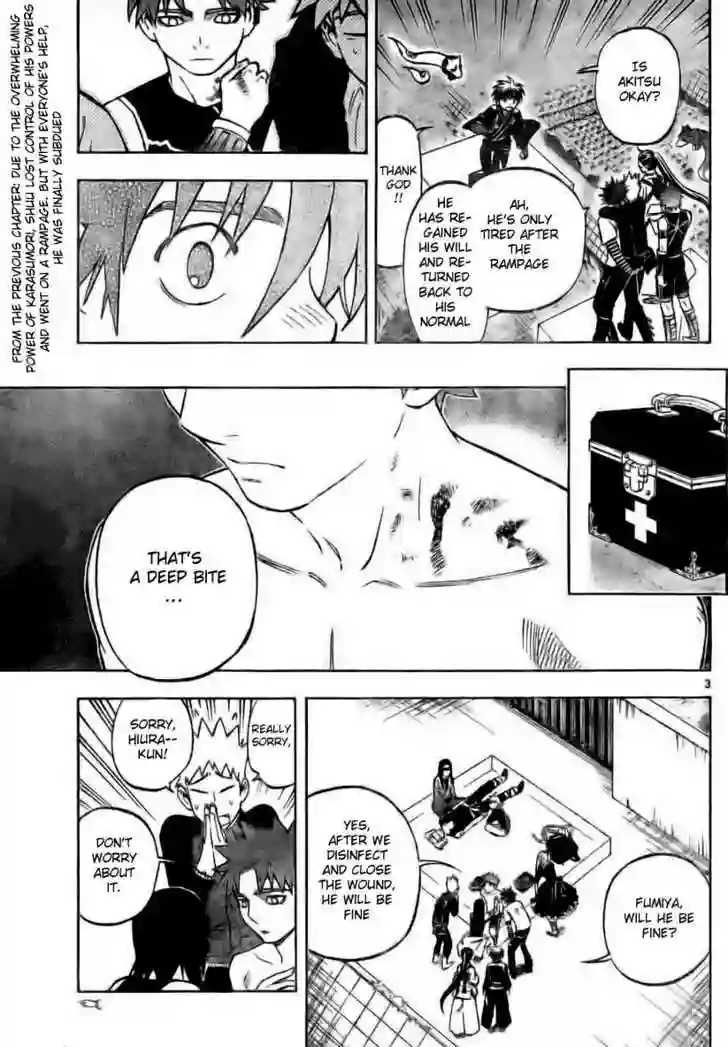 FROM THE PREVIOUS CHAPTER: DUE TO THE OVERWHELMING
POWER OF KARASUMORI, SHUU LOST CONTROL OF HIS POWERS
AND WENT ON A RAMPAGE. BUT WITH EVERYONE'S HELP,
HE WAS FINALLY SUBDUED
IS
AKITSU
OKAY?
AH,
HE'S ONLY
TIRED AFTER
THE
RAMPAGE
HE
HAS RE-
GAINED
HIS WILL
AND RE-
TURNED
BACK TO
HIS
NORMAL
THANK
GOD
!!
THAT'S
A DEEP BITE
...
3
REALLY
SORRY,
SORRY,
HIURA--
KUN!
DON'T
WORRY
ABOUT
IT.
FUMIYA,
WILL HE BE
FINE?
YES,
AFTER WE
DISINFECT
AND CLOSE
THE WOUND,
HE WILL BE
FINE